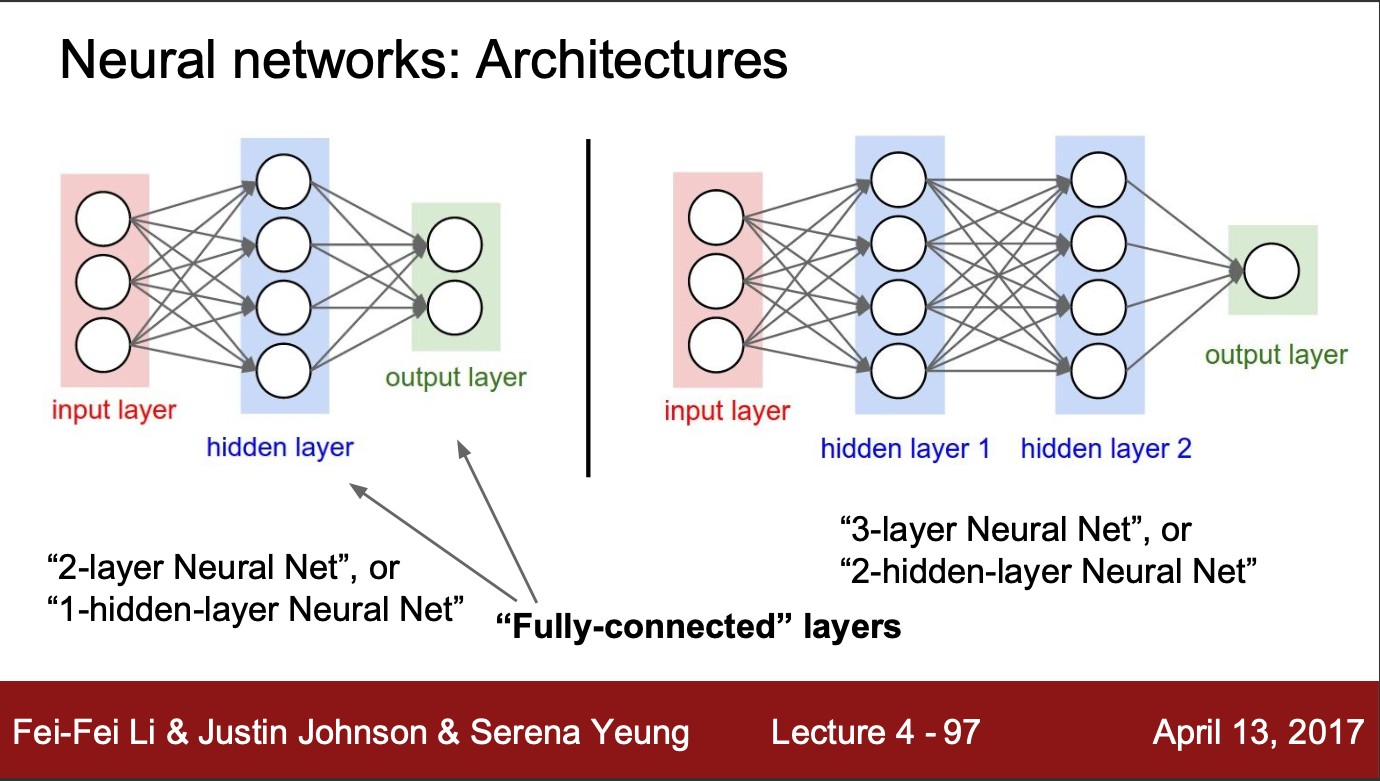 Neural networks: Architectures
input layer
hidden layer
output layer
“2-layer Neural Net”, or
“1-hidden-layer Neural Net”
input layer
hidden layer 1
hidden layer 2
output layer
“3-layer Neural Net”, or
“2-hidden-layer Neural Net”
“Fully-connected” layers
Fei-Fei Li & Justin Johnson & Serena Yeung
Lecture 4 - 97
April 13, 2017